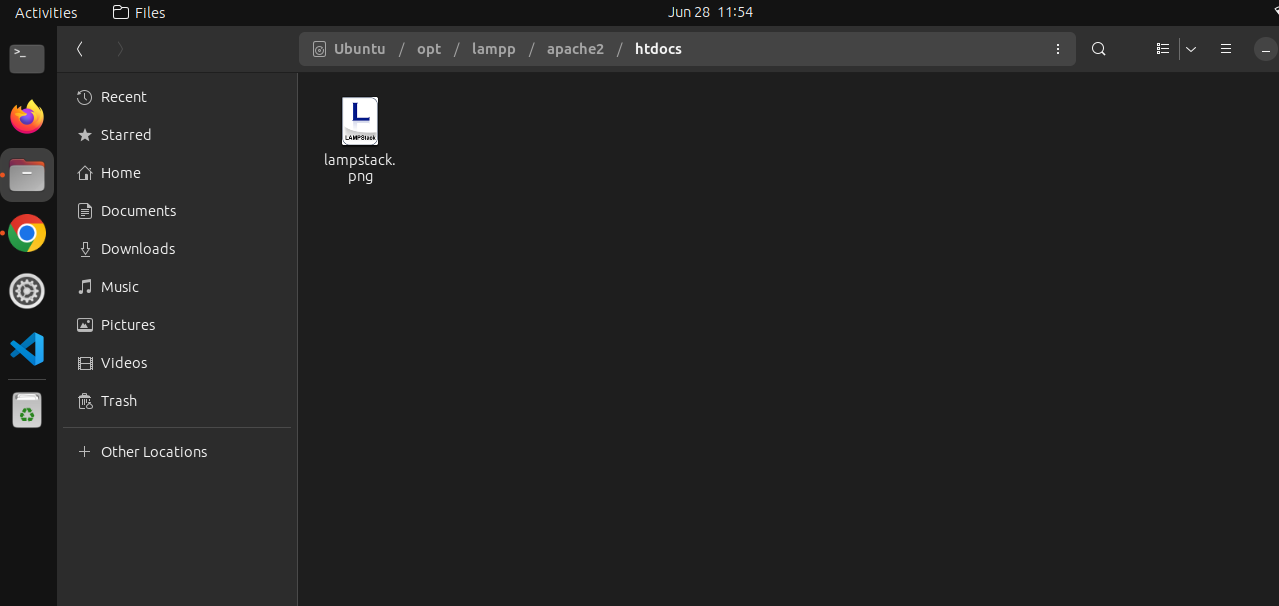 Activities Files Jun 28 11:54
Ubuntu / opt / lampp / apache2 / htdocs
Recent
Starred
Home
Documents
Downloads
Music
Pictures
Videos
Trash
Other Locations
L
LAMPStack
lampstack.
png